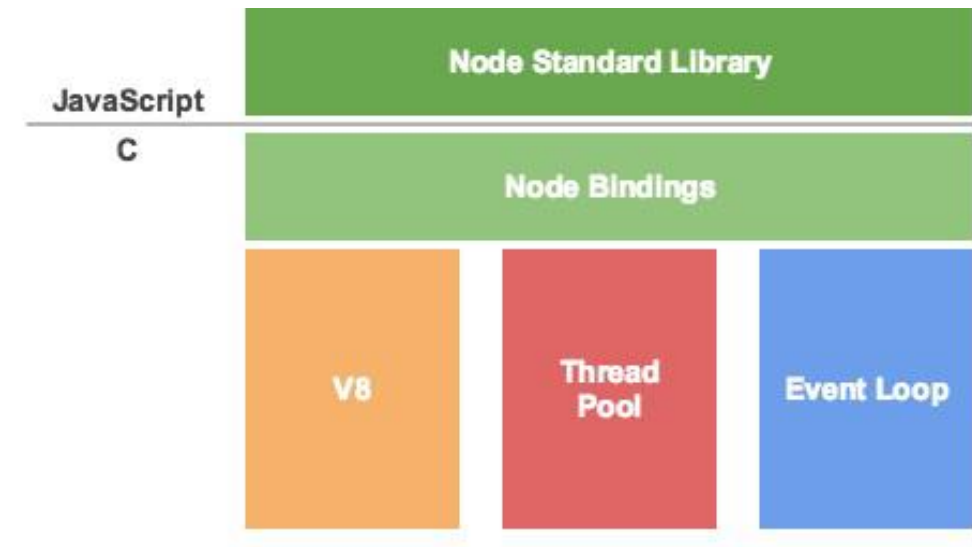 Node Standard Library
JavaScript
C
Node Bindings
V8
Thread
Pool
Event Loop